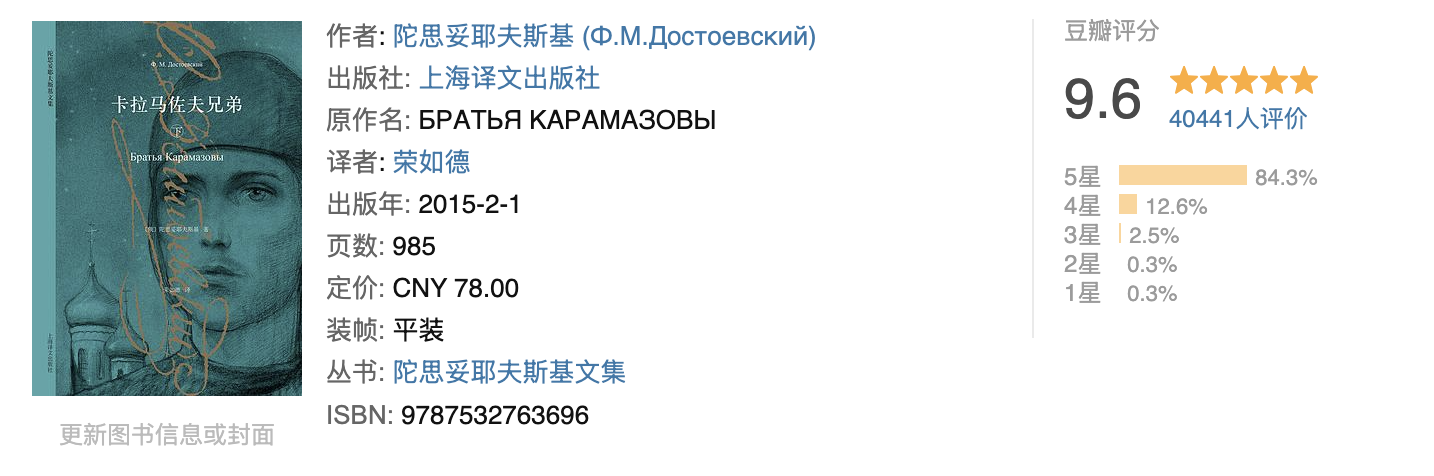 陀思妥耶夫斯基文集
Ф. М. Достоевский
卡拉马佐夫兄弟
下
Братья Карамазовы
〔俄〕陀思妥耶夫斯基 著
荣如德 译
上海译文出版社
更新图书信息或封面
作者: 陀思妥耶夫斯基 (Ф.М.Достоевский)
出版社: 上海译文出版社
原作名: БРАТЬЯ КАРАМАЗОВЫ
译者: 荣如德
出版年: 2015-2-1
页数: 985
定价: CNY 78.00
装帧: 平装
丛书: 陀思妥耶夫斯基文集
ISBN: 9787532763696
豆瓣评分
9.6
40441人评价
5星 84.3%
4星 12.6%
3星 2.5%
2星 0.3%
1星 0.3%